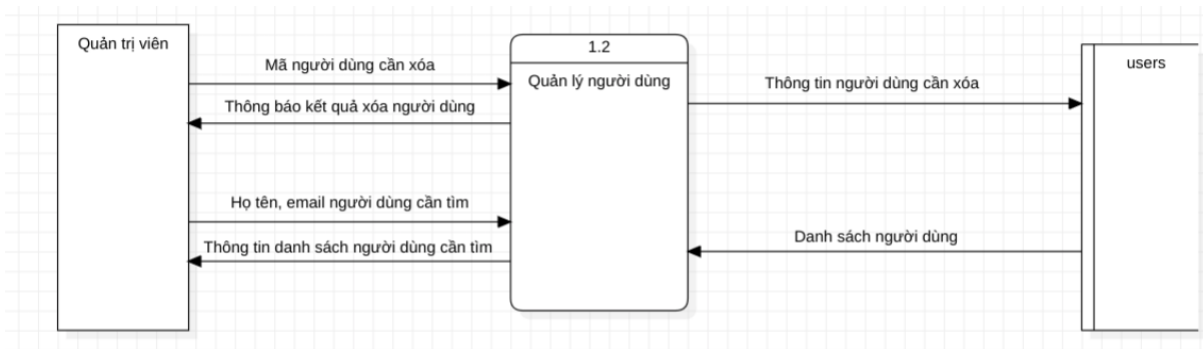 Quản trị viên
Mã người dùng cần xóa
Thông báo kết quả xóa người dùng
Họ tên, email người dùng cần tìm
Thông tin danh sách người dùng cần tìm
1.2
Quản lý người dùng
Thông tin người dùng cần xóa
Danh sách người dùng
users